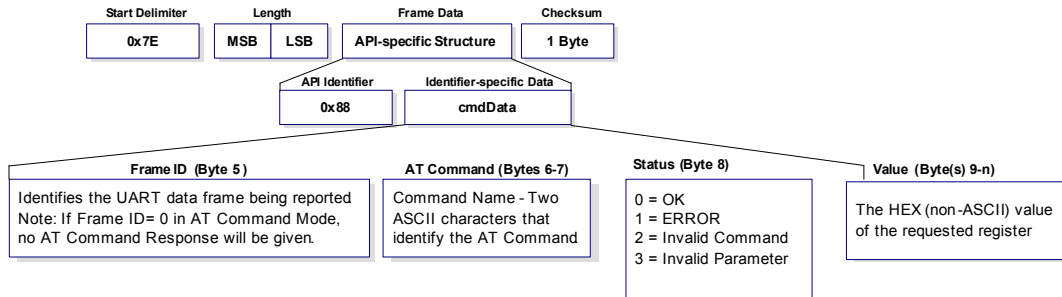 Start Delimiter Length Frame Data Checksum
0x7E MSB LSB API-specific Structure 1 Byte
API Identifier Identifier-specific Data
0x88 cmdData
Frame ID (Byte 5 )
Identifies the UART data frame being reported.
Note: If Frame ID= 0 in AT Command Mode,
no AT Command Response will be given.
AT Command (Bytes 6-7)
Command Name - Two
ASCII characters that
identify the AT Command
Status (Byte 8)
0 = OK
1 = ERROR
2 = Invalid Command
3 = Invalid Parameter
Value (Byte(s) 9-n)
The HEX (non-ASCII) value
of the requested register